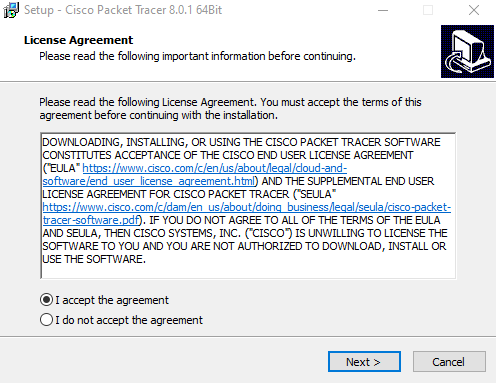 Setup - Cisco Packet Tracer 8.0.1 64Bit
License Agreement
Please read the following important information before continuing.
Please read the following License Agreement. You must accept the terms of this
agreement before continuing with the installation.
DOWNLOADING, INSTALLING, OR USING THE CISCO PACKET TRACER SOFTWARE
CONSTITUTES ACCEPTANCE OF THE CISCO END USER LICENSE AGREEMENT
("EULA" https://www.cisco.com/c/en/us/about/legal/cloud-and-
software/end_user_license_agreement.html) AND THE SUPPLEMENTAL END USER
LICENSE AGREEMENT FOR CISCO PACKET TRACER ("SEULA"
https://www.cisco.com/c/dam/en_us/about/doing_business/legal/seula/cisco-packet-
tracer-software.pdf). IF YOU DO NOT AGREE TO ALL OF THE TERMS OF THE EULA
AND SEULA, THEN CISCO SYSTEMS, INC. ("CISCO") IS UNWILLING TO LICENSE THE
SOFTWARE TO YOU AND YOU ARE NOT AUTHORIZED TO DOWNLOAD, INSTALL OR
USE THE SOFTWARE.
I accept the agreement
I do not accept the agreement
Next >
Cancel